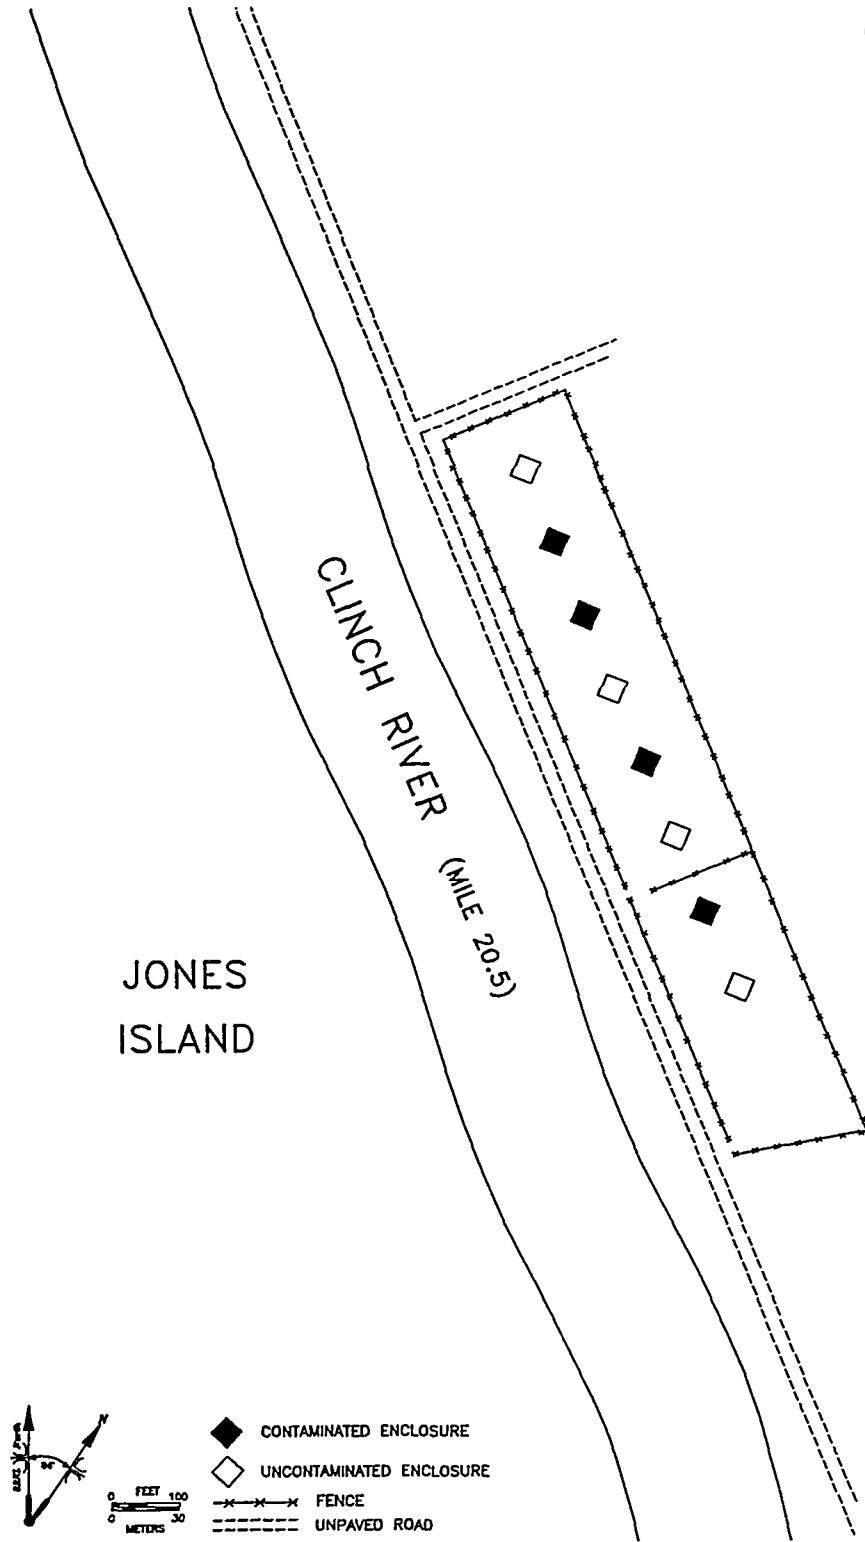 CLINCH RIVER (MILE 20.5)
JONES
ISLAND
N
CONTAMINATED ENCLOSURE
UNCONTAMINATED ENCLOSURE
FENCE
UNPAVED ROAD
0 FEET 100
0 METERS 30